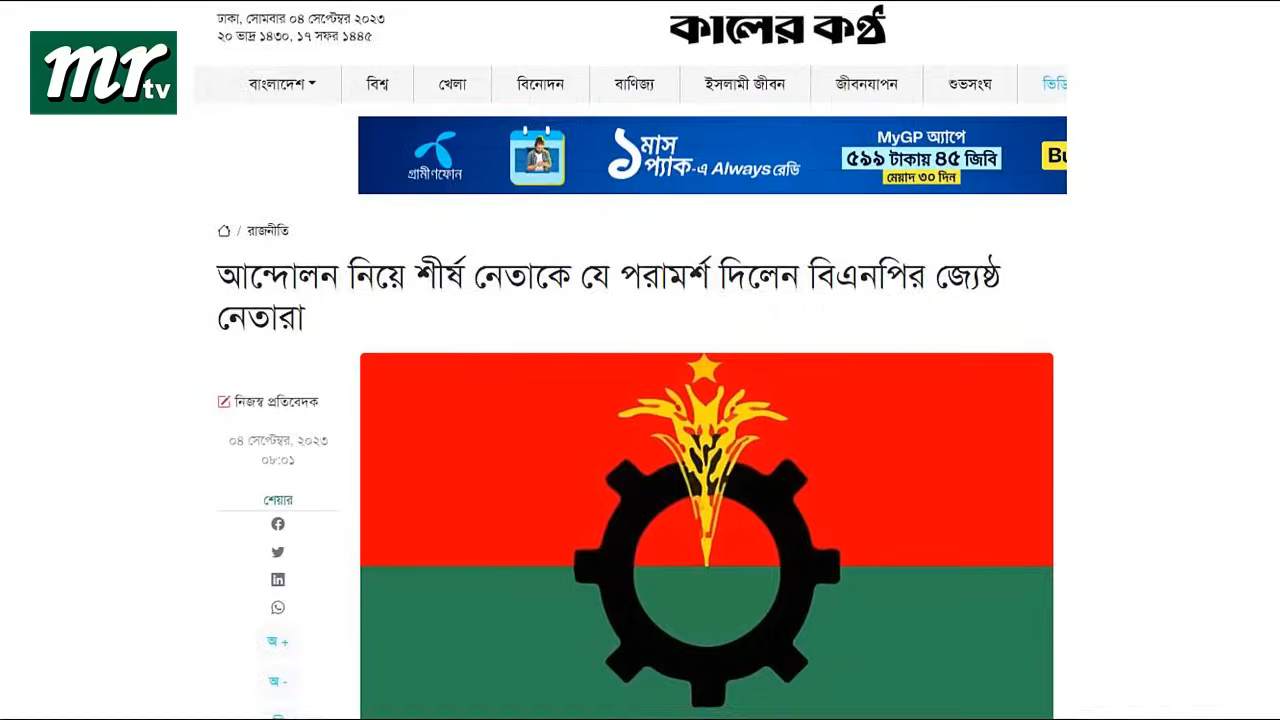 ঢাকা, সোমবার ০৪ সেপ্টেম্বর ২০২৩
২০ ভাদ্র ১৪৩০, ১৭ সফর ১৪৪৫
কালের কণ্ঠ
mr tv
বাংলাদেশ বিশ্ব খেলা বিনোদন বাণিজ্য ইসলামী জীবন জীবনযাপন শুভসংঘ
গ্রামীণফোন
১ মাস
প্যাক-এ Always রেডি
MyGP অ্যাপে
৫৯৯ টাকায় ৪৫ জিবি
মেয়াদ ৩০ দিন
/ রাজনীতি
আন্দোলন নিয়ে শীর্ষ নেতাকে যে পরামর্শ দিলেন বিএনপির জ্যেষ্ঠ
নেতারা
নিজস্ব প্রতিবেদক
০৪ সেপ্টেম্বর, ২০২৩
০৮:০১
শেয়ার
অ +
অ -